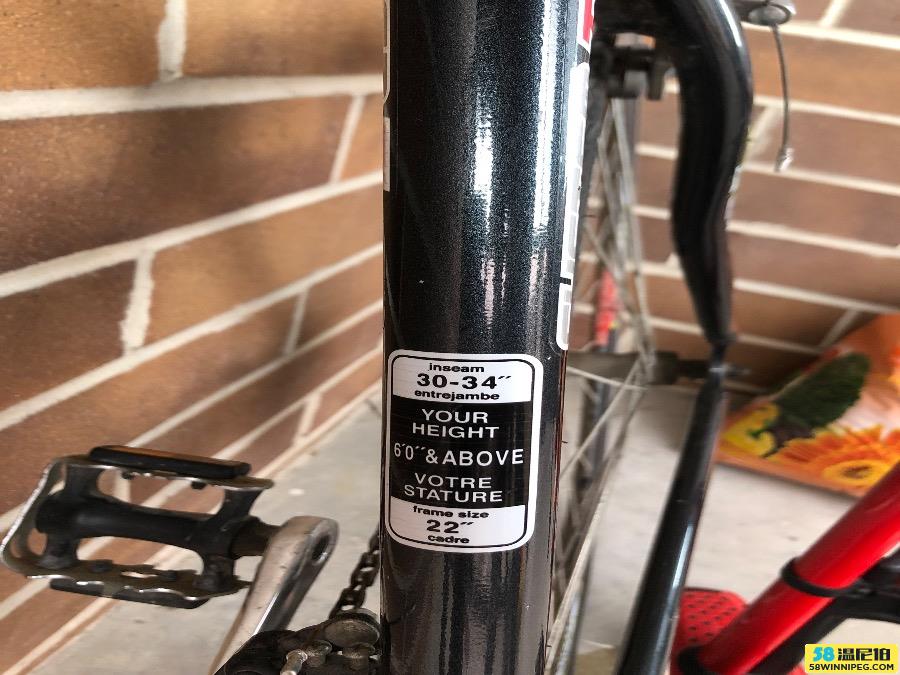 inseam
30-34"
entrejambe
YOUR
HEIGHT
6'0"&ABOVE
VOTRE
STATURE
frame size
22"
cadre
58温尼伯
58WINNIPEG.COM